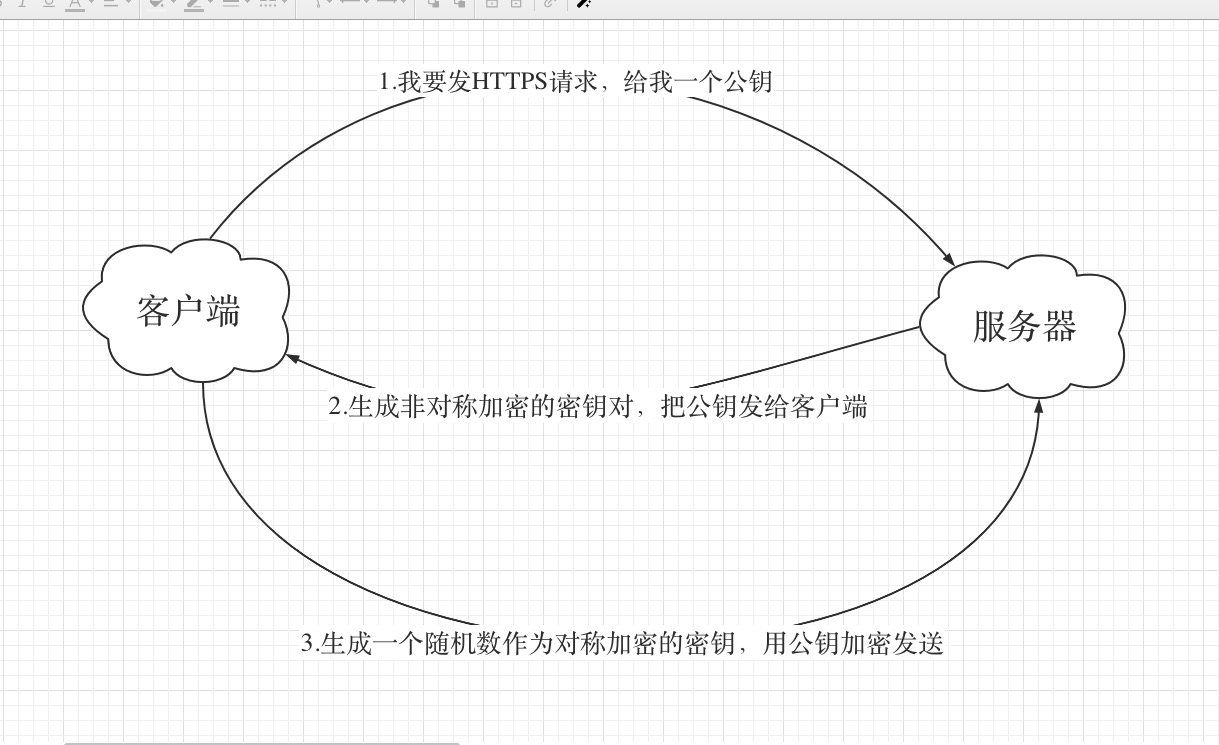 1.我要发HTTPS请求，给我一个公钥
客户端
服务器
2.生成非对称加密的密钥对，把公钥发给客户端
3.生成一个随机数作为对称加密的密钥，用公钥加密发送